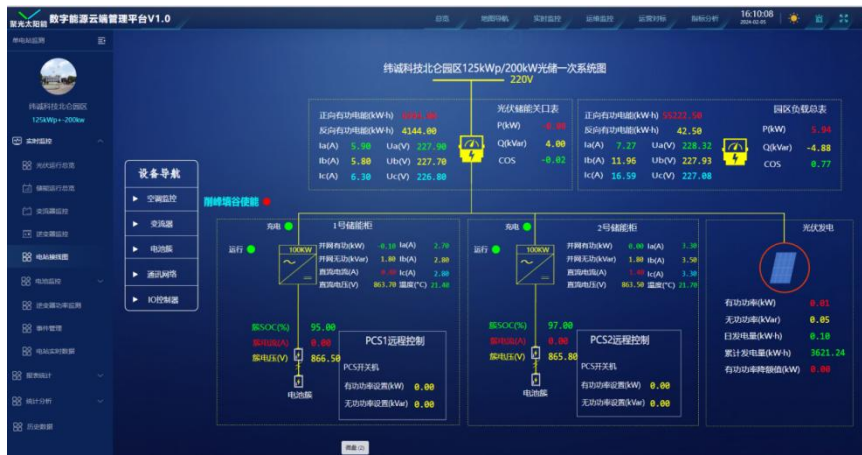 聚光太阳能 数字能源云端管理平台V1.0
总览 地图导航 实时监控 运维监控 运营对标 指标分析 16:10:08
2024-02-05
单电站监测
纬诚科技北仑园区
125kWp+-200kw
实时监控
光伏运行总览
储能运行总览
变流器监控
逆变器监控
电站接线图
电池监控
逆变器功率监测
事件管理
电站实时数据
报表统计
统计分析
历史数据
设备导航
空调监控
变流器
电池簇
通讯网络
IO控制器
纬诚科技北仑园区125kWp/200kW光储一次系统图
220V
光伏储能关口表
正向有功电能(kW·h)
反向有功电能(kW·h) 4144.00
P(kW)
Ia(A) 5.90 Ua(V) 227.90
Q(kVar) 4.00
Ib(A) 5.80 Ub(V) 227.70
COS -0.02
Ic(A) 6.30 Uc(V) 226.80
园区负载总表
正向有功电能(kW·h) 55222.50
P(kW) 5.94
反向有功电能(kW·h) 42.50
Ia(A) 7.27 Ua(V) 228.32
Q(kVar) -4.88
Ib(A) 11.96 Ub(V) 227.93
COS 0.77
Ic(A) 16.59 Uc(V) 227.08
削峰填谷使能
充电 1号储能柜
运行 100KW
并网有功(kW) -0.10 Ia(A) 2.70
并网无功(kVar) 1.80 Ib(A) 2.80
直流电流(A) Ic(A) 2.80
直流电压(V) 863.70 温度(°C) 21.40
簇SOC(%) 95.00
簇电流(A) 0.00
簇电压(V) 866.50
电池簇
PCS1远程控制
PCS开关机
有功功率设置(kW) 0.00
无功功率设置(kVar) 0.00
充电 2号储能柜
运行 100KW
并网有功(kW) 0.00 Ia(A) 3.30
并网无功(kVar) 1.80 Ib(A) 3.50
直流电流(A) Ic(A) 3.30
直流电压(V) 863.50 温度(°C) 21.70
簇SOC(%) 97.00
簇电流(A) 0.00
簇电压(V) 865.80
电池簇
PCS2远程控制
PCS开关机
有功功率设置(kW) 0.00
无功功率设置(kVar) 0.00
光伏发电
有功功率(kW) 0.01
无功功率(kVar) 0.05
日发电量(kW·h) 0.10
累计发电量(kW·h) 3621.24
有功功率降额值(kW) 0.00